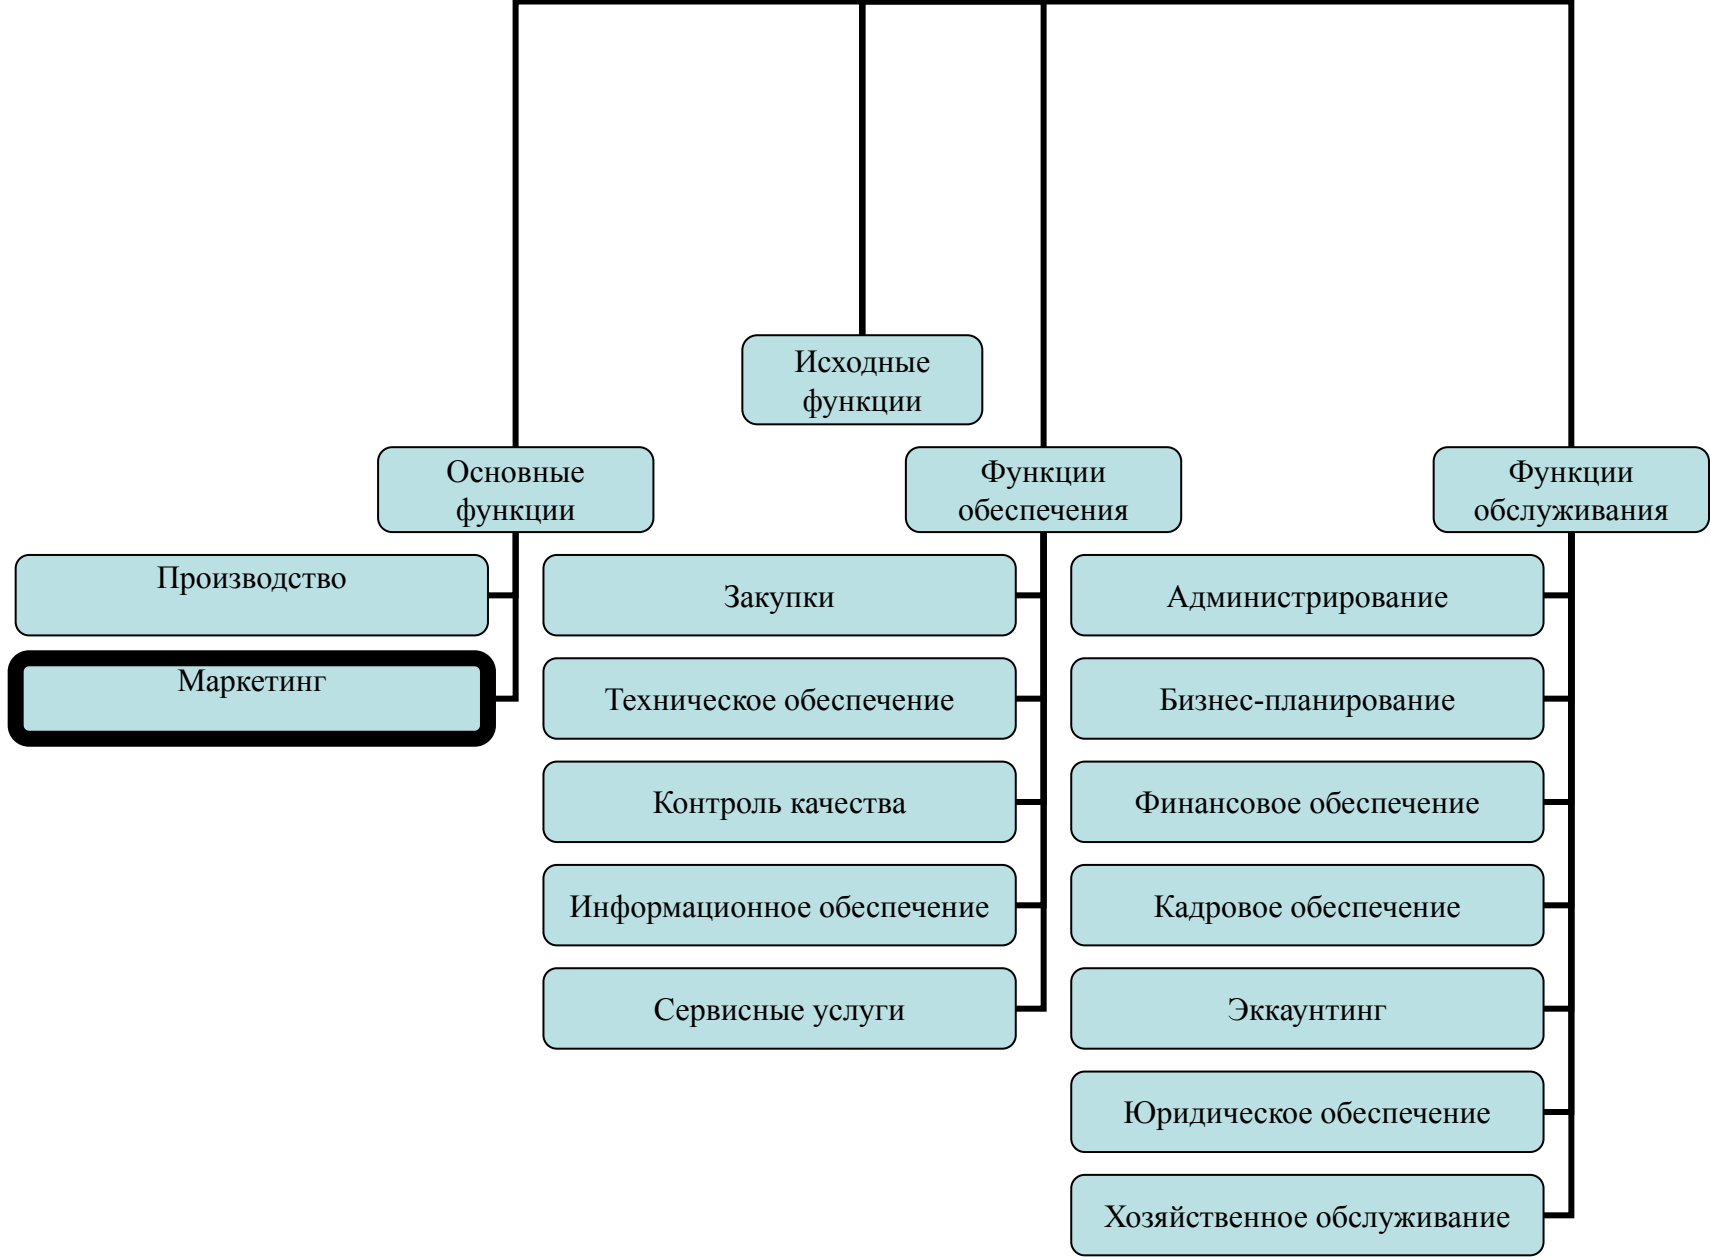 Исходные
функции
Основные
функции
Функции
обеспечения
Функции
обслуживания
Производство
Маркетинг
Закупки
Техническое обеспечение
Контроль качества
Информационное обеспечение
Сервисные услуги
Администрирование
Бизнес-планирование
Финансовое обеспечение
Кадровое обеспечение
Эккаунтинг
Юридическое обеспечение
Хозяйственное обслуживание